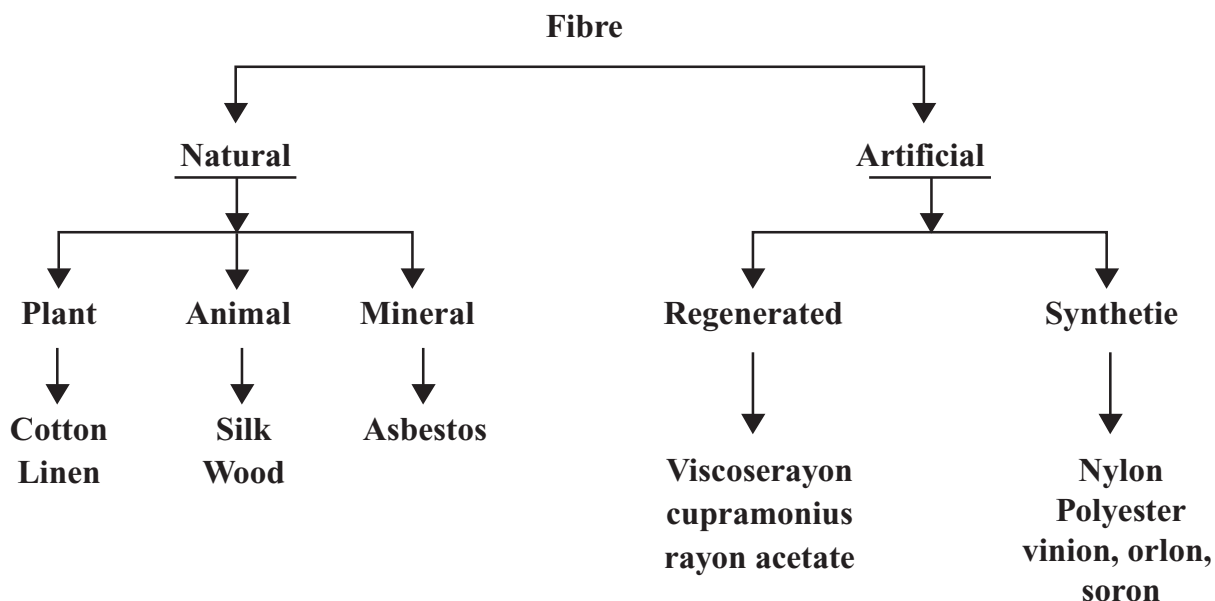 Fibre
Natural
Artificial
Plant
Animal
Mineral
Regenerated
Synthetie
Cotton
Linen
Silk
Wood
Asbestos
Viscoserayon
cupramonius
rayon acetate
Nylon
Polyester
vinion, orlon,
soron